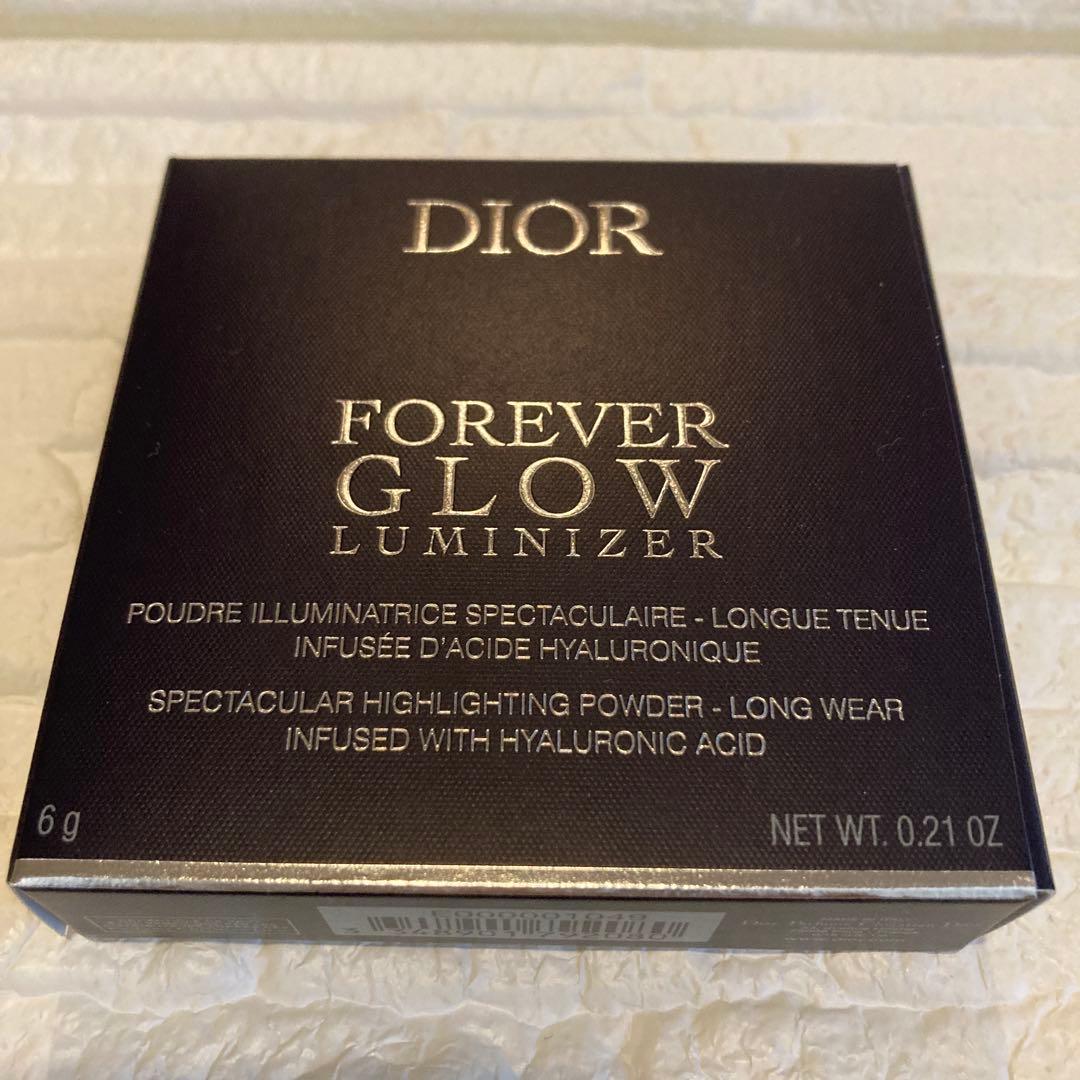 DIOR
FOREVER
GLOW
LUMINIZER
POUDRE ILLUMINATRICE SPECTACULAIRE - LONGUE TENUE
INFUSÉE D'ACIDE HYALURONIQUE
SPECTACULAR HIGHLIGHTING POWDER - LONG WEAR
INFUSED WITH HYALURONIC ACID
6 g
NET WT. 0.21 OZ
F000001049